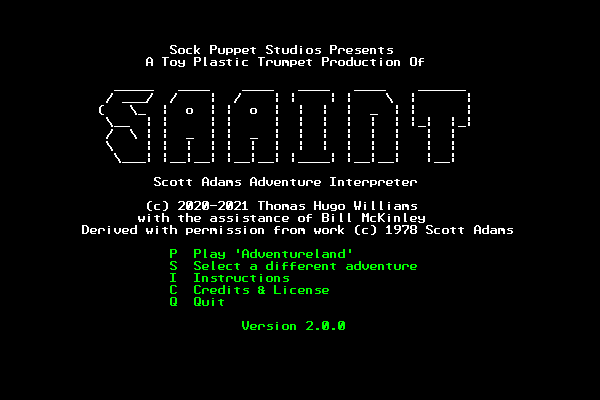 Sock Puppet Studios Presents
A Toy Plastic Trumpet Production Of
SAAINT
Scott Adams Adventure Interpreter
(c) 2020-2021 Thomas Hugo Williams
with the assistance of Bill McKinley
Derived with permission from work (c) 1978 Scott Adams
P Play 'Adventureland'
S Select a different adventure
I Instructions
C Credits & License
Q Quit
Version 2.0.0